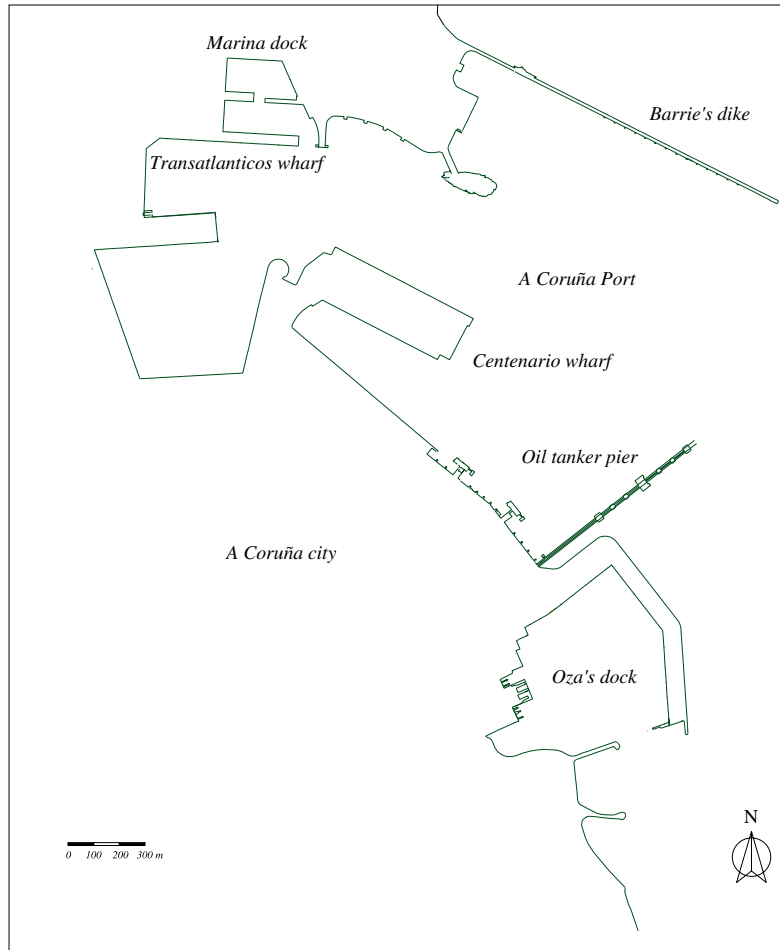 Marina dock
Barrie's dike
Transatlanticos wharf
A Coruña Port
Centenario wharf
Oil tanker pier
A Coruña city
Oza's dock
N
0 100 200 300 m